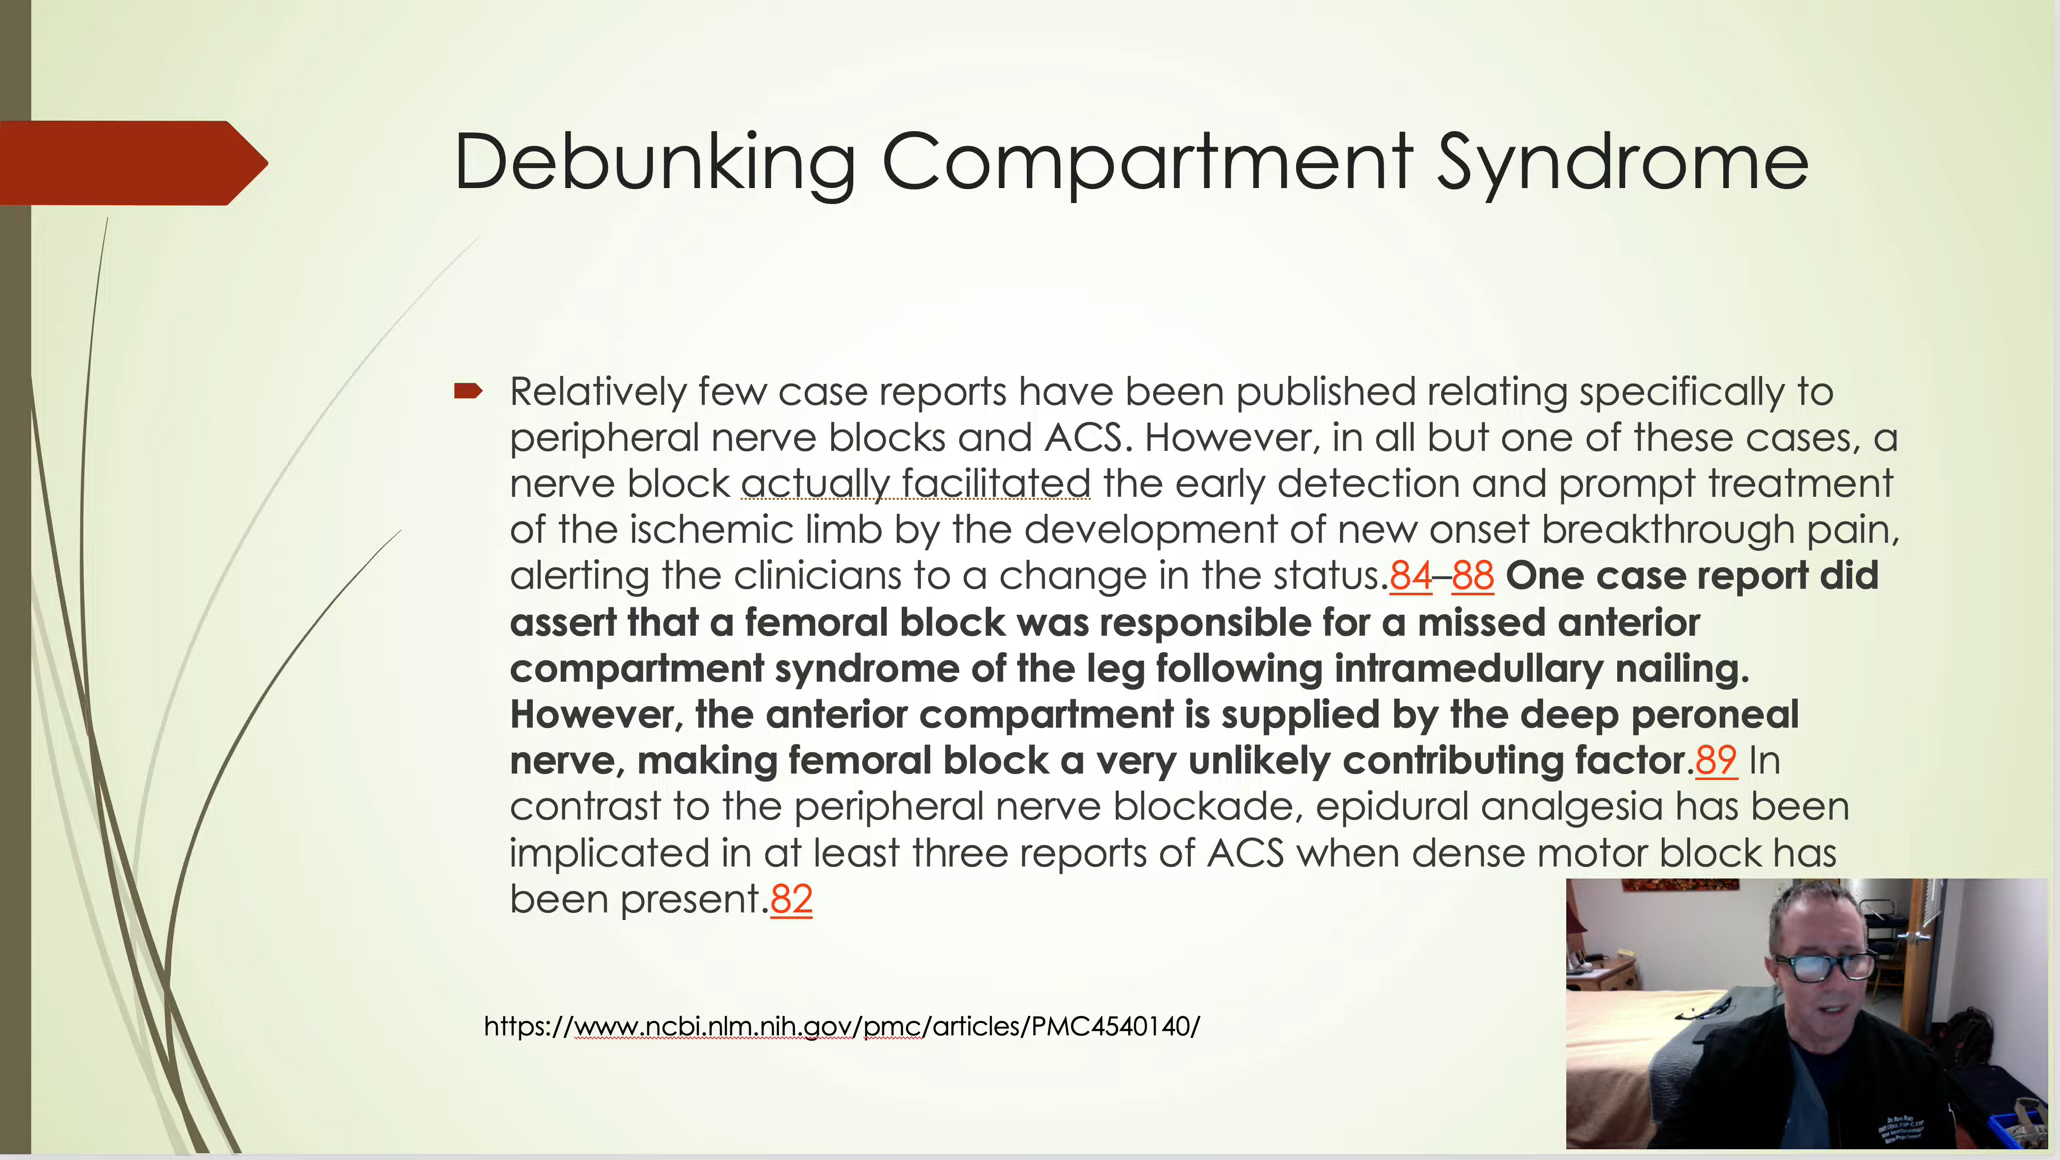 Debunking Compartment Syndrome
Relatively few case reports have been published relating specifically to
peripheral nerve blocks and ACS. However, in all but one of these cases, a
nerve block actually facilitated the early detection and prompt treatment
of the ischemic limb by the development of new onset breakthrough pain,
alerting the clinicians to a change in the status.84–88 One case report did
assert that a femoral block was responsible for a missed anterior
compartment syndrome of the leg following intramedullary nailing.
However, the anterior compartment is supplied by the deep peroneal
nerve, making femoral block a very unlikely contributing factor.89 In
contrast to the peripheral nerve blockade, epidural analgesia has been
implicated in at least three reports of ACS when dense motor block has
been present.82
https://www.ncbi.nlm.nih.gov/pmc/articles/PMC4540140/